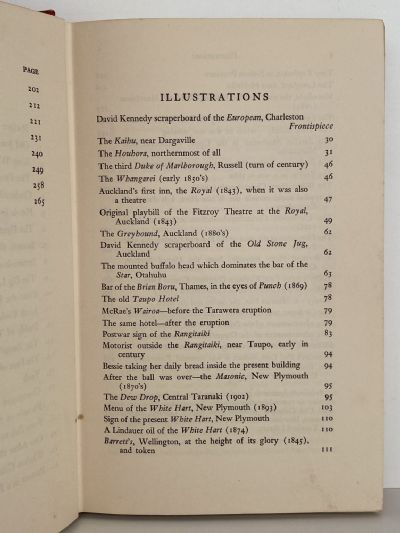 PAGE
202
212
221
231
240
249
258
265
ILLUSTRATIONS
David Kennedy scraperboard of the European, Charleston
Frontispiece
The Kaihu, near Dargaville 30
The Houhora, northernmost of all 31
The third Duke of Marlborough, Russell (turn of century) 46
The Whangarei (early 1850's) 46
Auckland's first inn, the Royal (1843), when it was also
a theatre 47
Original playbill of the Fitzroy Theatre at the Royal,
Auckland (1843) 49
The Greyhound, Auckland (1880's) 62
David Kennedy scraperboard of the Old Stone Jug,
Auckland 62
The mounted buffalo head which dominates the bar of the
Star, Otahuhu 63
Bar of the Brian Boru, Thames, in the eyes of Punch (1869) 78
The old Taupo Hotel 78
McRae's Wairoa—before the Tarawera eruption 79
The same hotel—after the eruption 79
Postwar sign of the Rangitaiki 83
Motorist outside the Rangitaiki, near Taupo, early in
century 94
Bessie taking her daily bread inside the present building 94
After the ball was over—the Masonic, New Plymouth
(1870's) 95
The Dew Drop, Central Taranaki (1902) 95
Menu of the White Hart, New Plymouth (1893) 103
Sign of the present White Hart, New Plymouth 110
A Lindauer oil of the White Hart (1874) 110
Barrett's, Wellington, at the height of its glory (1845),
and token 111